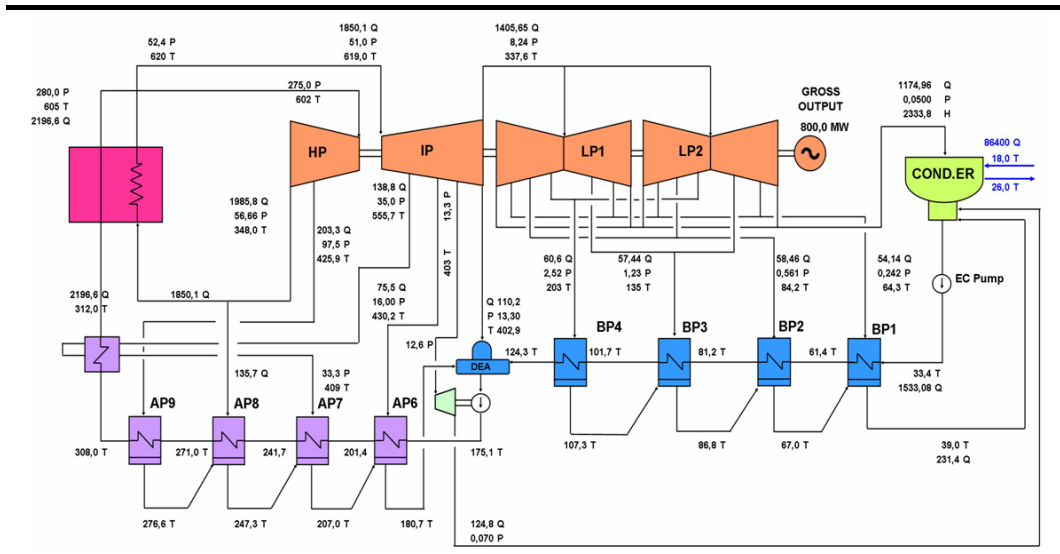 1850,1 Q
51,0 P
619,0 T
52,4 P
620 T
1405,65 Q
8,24 P
337,6 T
280,0 P
605 T
2196,6 Q
275,0 P
602 T
1174,96 Q
0,0500 P
2333,8 H
GROSS
OUTPUT
800,0 MW
86400 Q
18,0 T
26,0 T
HP
IP
LP1
LP2
COND.ER
1985,8 Q
56,66 P
348,0 T
203,3 Q
97,5 P
425,9 T
138,8 Q
35,0 P
555,7 T
13,3 P
403 T
2196,6 Q
312,0 T
1850,1 Q
75,5 Q
16,00 P
430,2 T
Q 110,2
P 13,30
T 402,9
60,6 Q
2,52 P
203 T
57,44 Q
1,23 P
135 T
58,46 Q
0,561 P
84,2 T
54,14 Q
0,242 P
64,3 T
EC Pump
12,6 P
DEA
124,3 T
BP4
101,7 T
BP3
81,2 T
BP2
61,4 T
BP1
33,4 T
1533,08 Q
135,7 Q
33,3 P
409 T
AP9
AP8
AP7
AP6
308,0 T
271,0 T
241,7
201,4
175,1 T
107,3 T
86,8 T
67,0 T
39,0 T
231,4 Q
276,6 T
247,3 T
207,0 T
180,7 T
124,8 Q
0,070 P